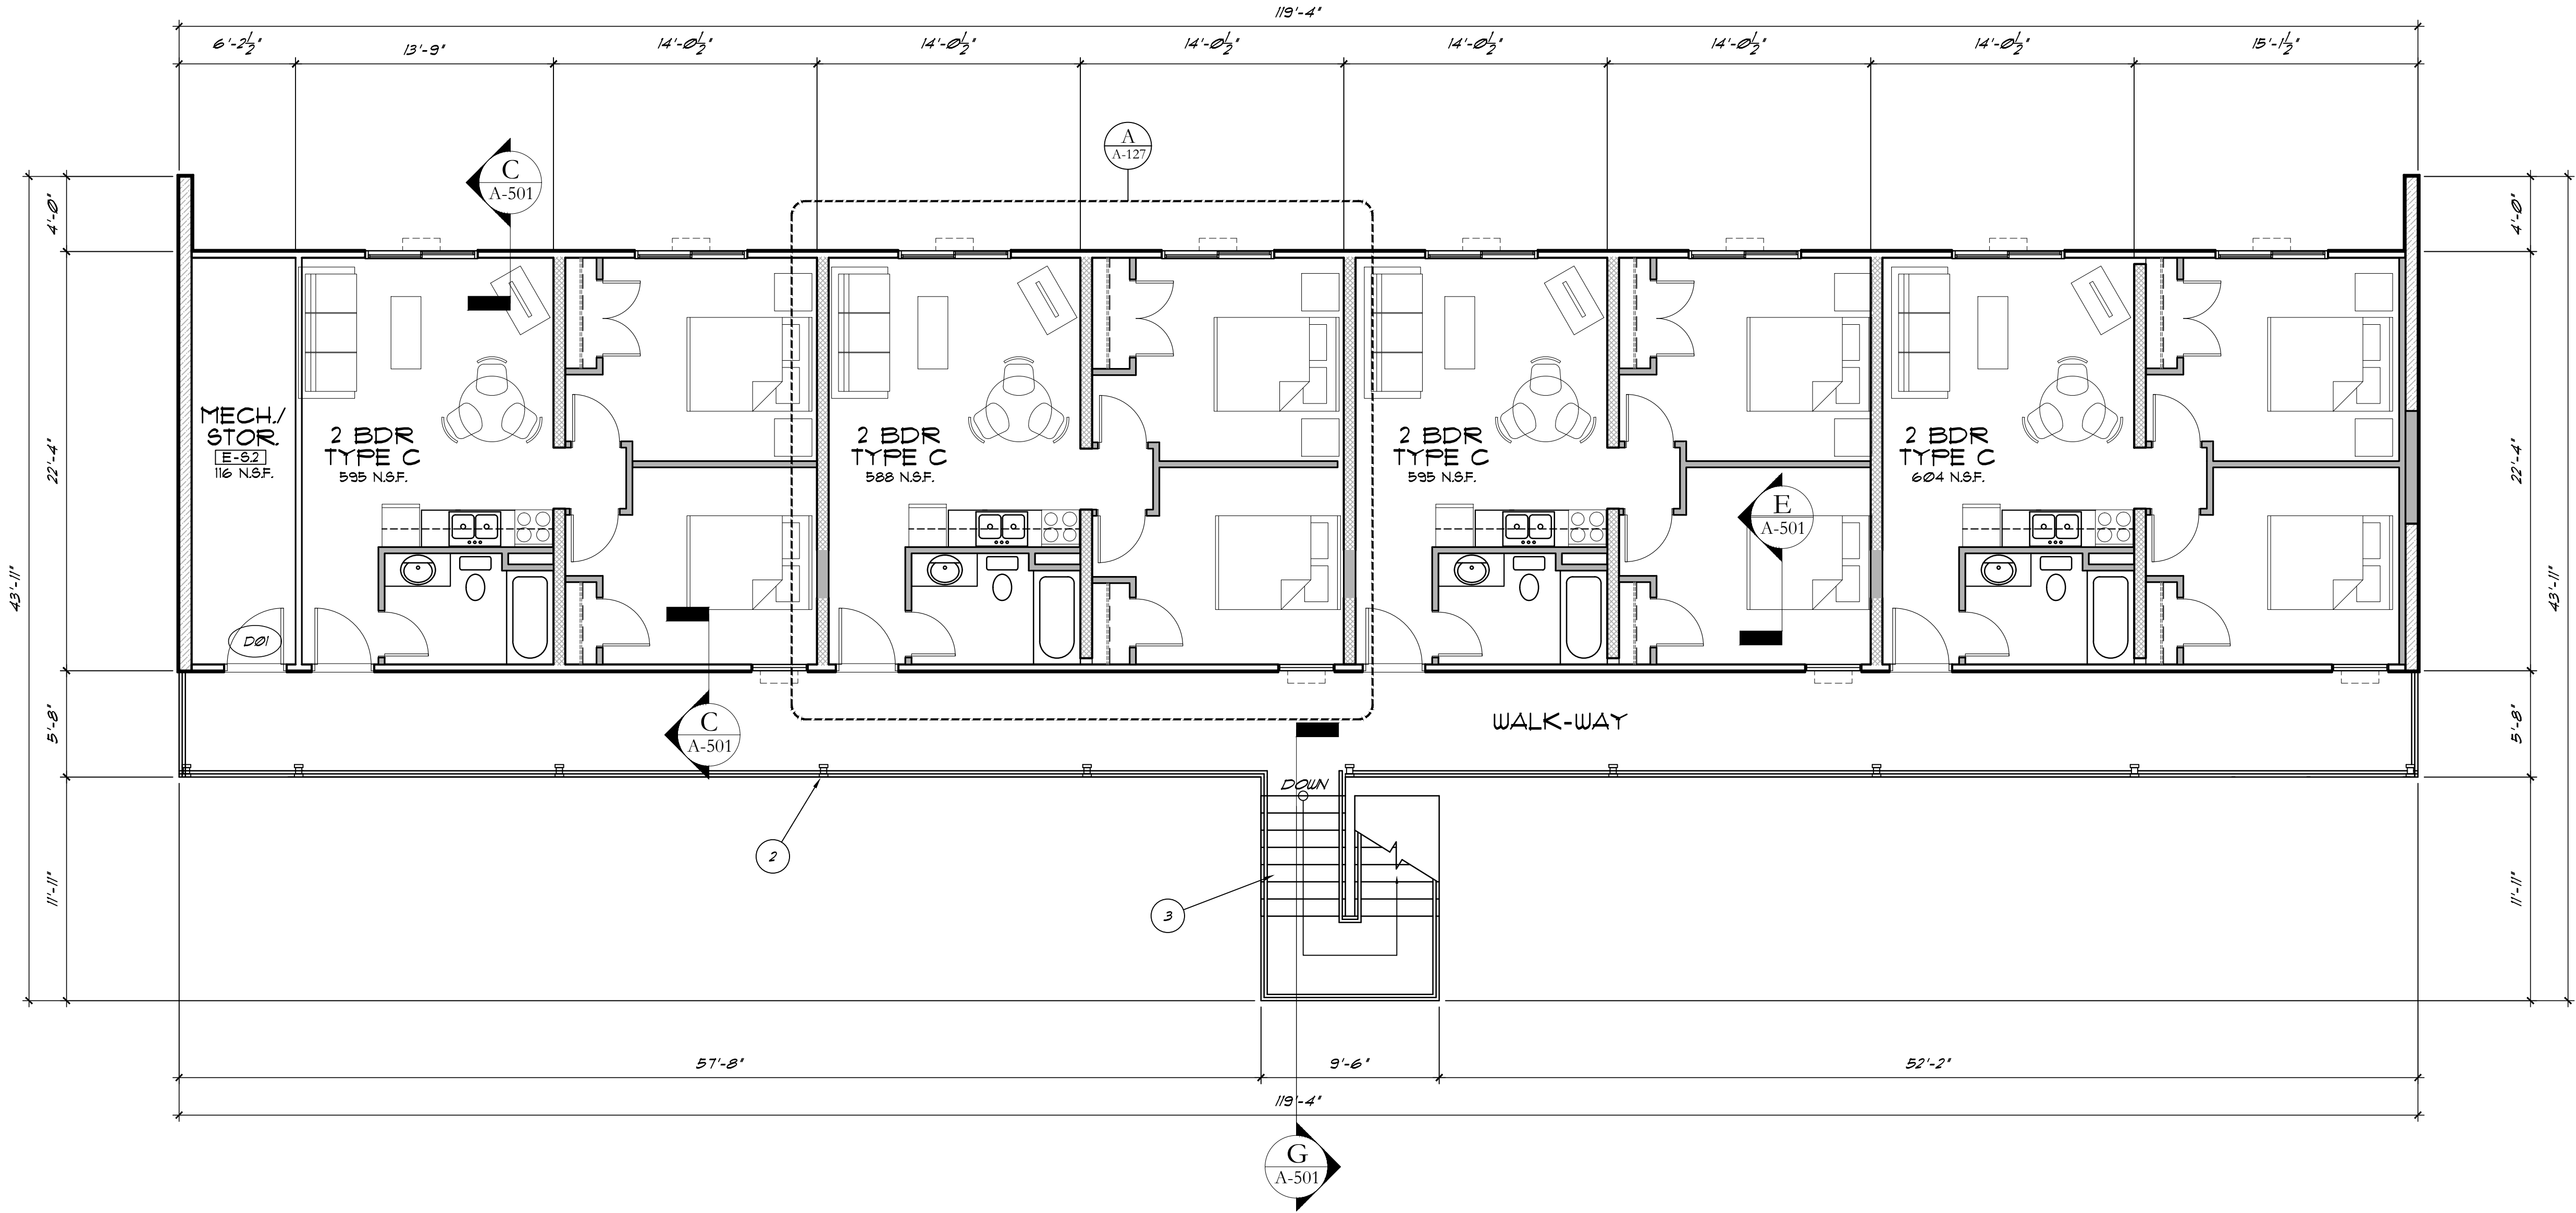 119'-4"
6'-2½"
13'-9"
14'-0½"
14'-0½"
14'-0½"
14'-0½"
14'-0½"
14'-0½"
15'-1½"
A
A-127
C
A-501
4'-0"
4'-0"
MECH./
STOR.
E-S.2
116 N.S.F.
2 BDR
TYPE C
595 N.S.F.
2 BDR
TYPE C
588 N.S.F.
2 BDR
TYPE C
595 N.S.F.
2 BDR
TYPE C
604 N.S.F.
22'-4"
22'-4"
E
A-501
43'-11"
43'-11"
D01
5'-8"
C
A-501
WALK-WAY
5'-8"
DOWN
2
3
11'-11"
11'-11"
57'-8"
9'-6"
52'-2"
119'-4"
G
A-501